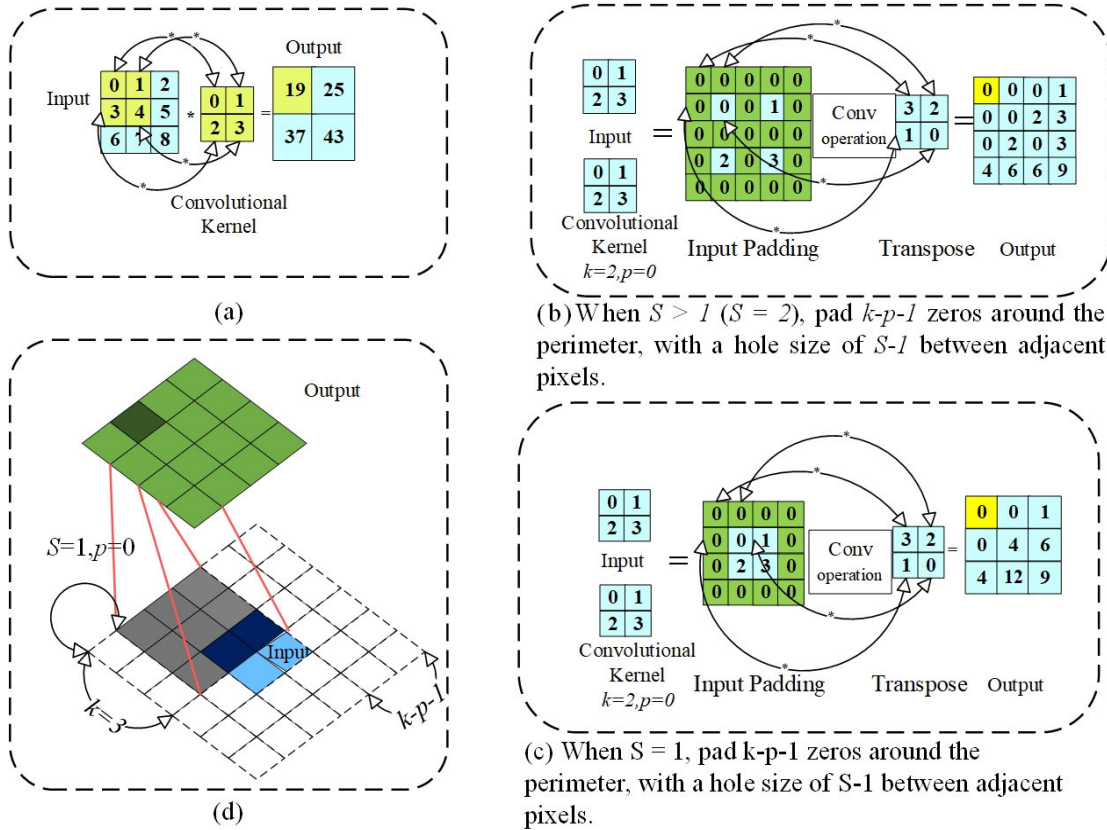 Input
0 1 2
3 4 5
6 7 8
*
0 1
2 3
=
Output
19 25
37 43
* * * *
Convolutional
Kernel
(a)
0 1
2 3
Input
0 1
2 3
Convolutional
Kernel
k=2,p=0
=
0 0 0 0 0
0 0 0 1 0
0 0 0 0 0
0 2 0 3 0
0 0 0 0 0
Input Padding
Conv
operation
3 2
1 0
Transpose
=
0 0 0 1
0 0 2 3
0 2 0 3
4 6 6 9
Output
* * * *
(b) When S > 1 (S = 2), pad k-p-1 zeros around the
perimeter, with a hole size of S-1 between adjacent
pixels.
Output
S=1,p=0
Input
k=3
k-p-1
(d)
0 1
2 3
Input
0 1
2 3
Convolutional
Kernel
k=2,p=0
=
0 0 0 0
0 0 1 0
0 2 3 0
0 0 0 0
Input Padding
Conv
operation
3 2
1 0
Transpose
=
0 0 1
0 4 6
4 12 9
Output
* * * *
(c) When S = 1, pad k-p-1 zeros around the
perimeter, with a hole size of S-1 between adjacent
pixels.